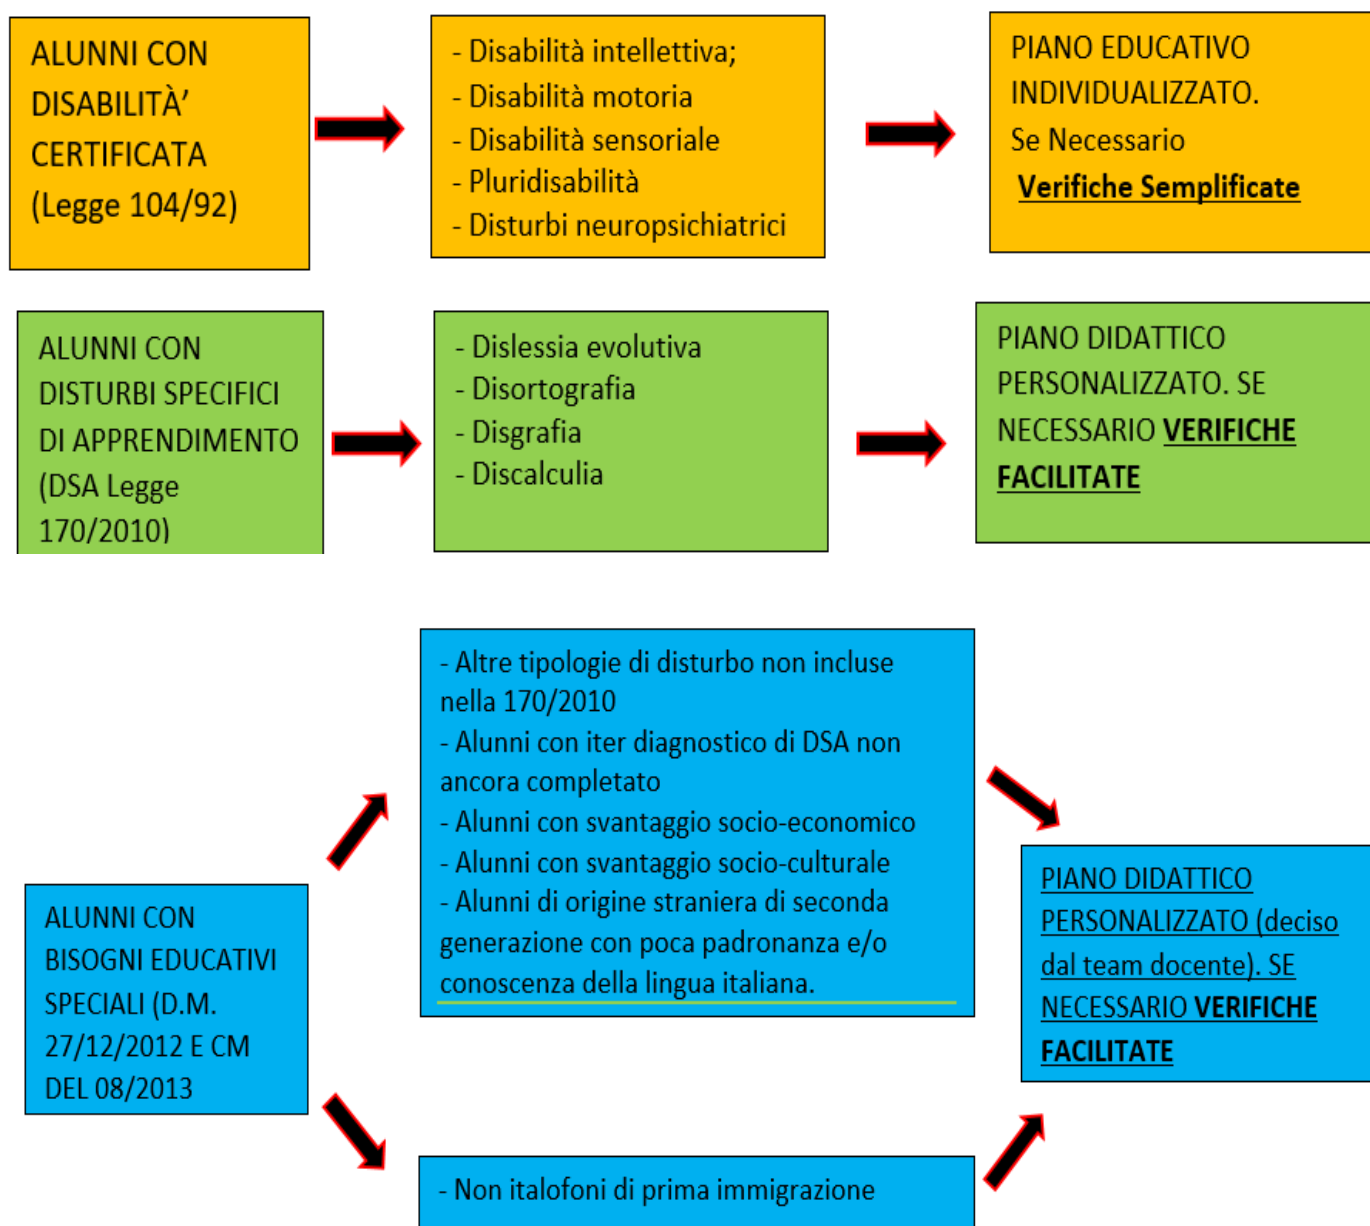 ALUNNI CON
DISABILITÀ’
CERTIFICATA
(Legge 104/92)
- Disabilità intellettiva;
- Disabilità motoria
- Disabilità sensoriale
- Pluridisabilità
- Disturbi neuropsichiatrici
PIANO EDUCATIVO
INDIVIDUALIZZATO.
Se Necessario
Verifiche Semplificate
ALUNNI CON
DISTURBI SPECIFICI
DI APPRENDIMENTO
(DSA Legge
170/2010)
- Dislessia evolutiva
- Disortografia
- Disgrafia
- Discalculia
PIANO DIDATTICO
PERSONALIZZATO. SE
NECESSARIO VERIFICHE
FACILITATE
ALUNNI CON
BISOGNI EDUCATIVI
SPECIALI (D.M.
27/12/2012 E CM
DEL 08/2013
- Altre tipologie di disturbo non incluse
nella 170/2010
- Alunni con iter diagnostico di DSA non
ancora completato
- Alunni con svantaggio socio-economico
- Alunni con svantaggio socio-culturale
- Alunni di origine straniera di seconda
generazione con poca padronanza e/o
conoscenza della lingua italiana.
- Non italofoni di prima immigrazione
PIANO DIDATTICO
PERSONALIZZATO (deciso
dal team docente). SE
NECESSARIO VERIFICHE
FACILITATE